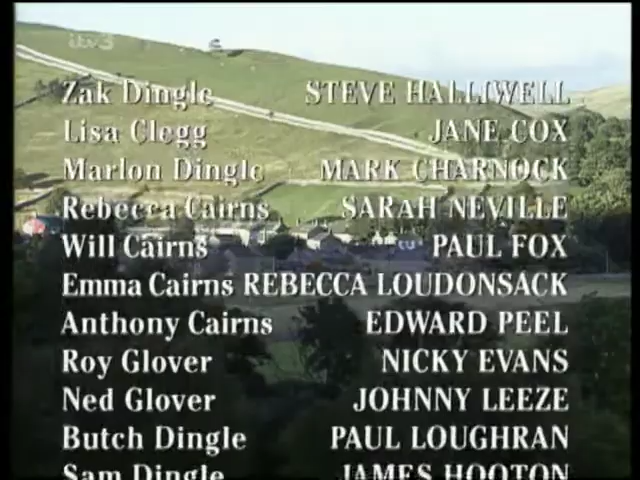 itv3
Zak Dingle STEVE HALLIWELL
Lisa Clegg JANE COX
Marlon Dingle MARK CHARNOCK
Rebecca Cairns SARAH NEVILLE
Will Cairns PAUL FOX
Emma Cairns REBECCA LOUDONSACK
Anthony Cairns EDWARD PEEL
Roy Glover NICKY EVANS
Ned Glover JOHNNY LEEZE
Butch Dingle PAUL LOUGHRAN
Sam Dingle JAMES HOOTON